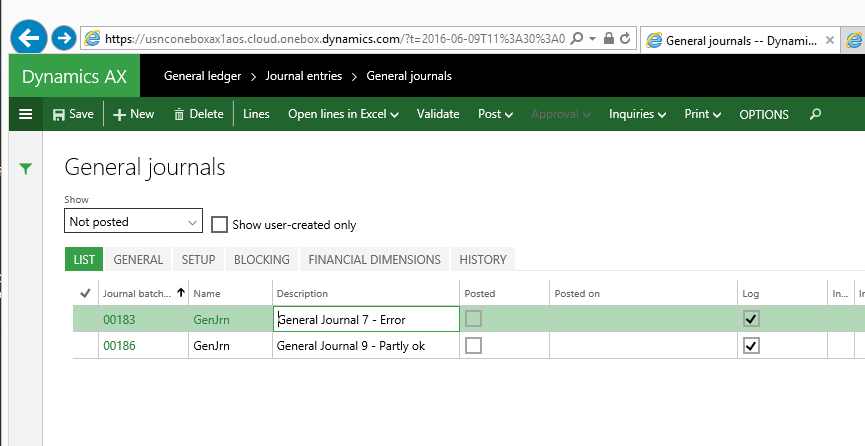 https://usnconeboxax1aos.cloud.onebox.dynamics.com/?t=2016-06-09T11%3A30%3A0
General journals -- Dynami...
Dynamics AX
General ledger > Journal entries > General journals
Save New Delete Lines Open lines in Excel Validate Post Approval Inquiries Print OPTIONS
General journals
Show
Not posted
Show user-created only
LIST GENERAL SETUP BLOCKING FINANCIAL DIMENSIONS HISTORY
Journal batch... Name Description Posted Posted on Log In... In
00183 GenJrn General Journal 7 - Error
00186 GenJrn General Journal 9 - Partly ok